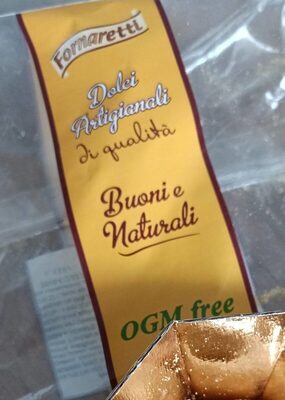 Fornaretti
Dolci
Artigianali
di qualità
Buoni e
Naturali
OGM free